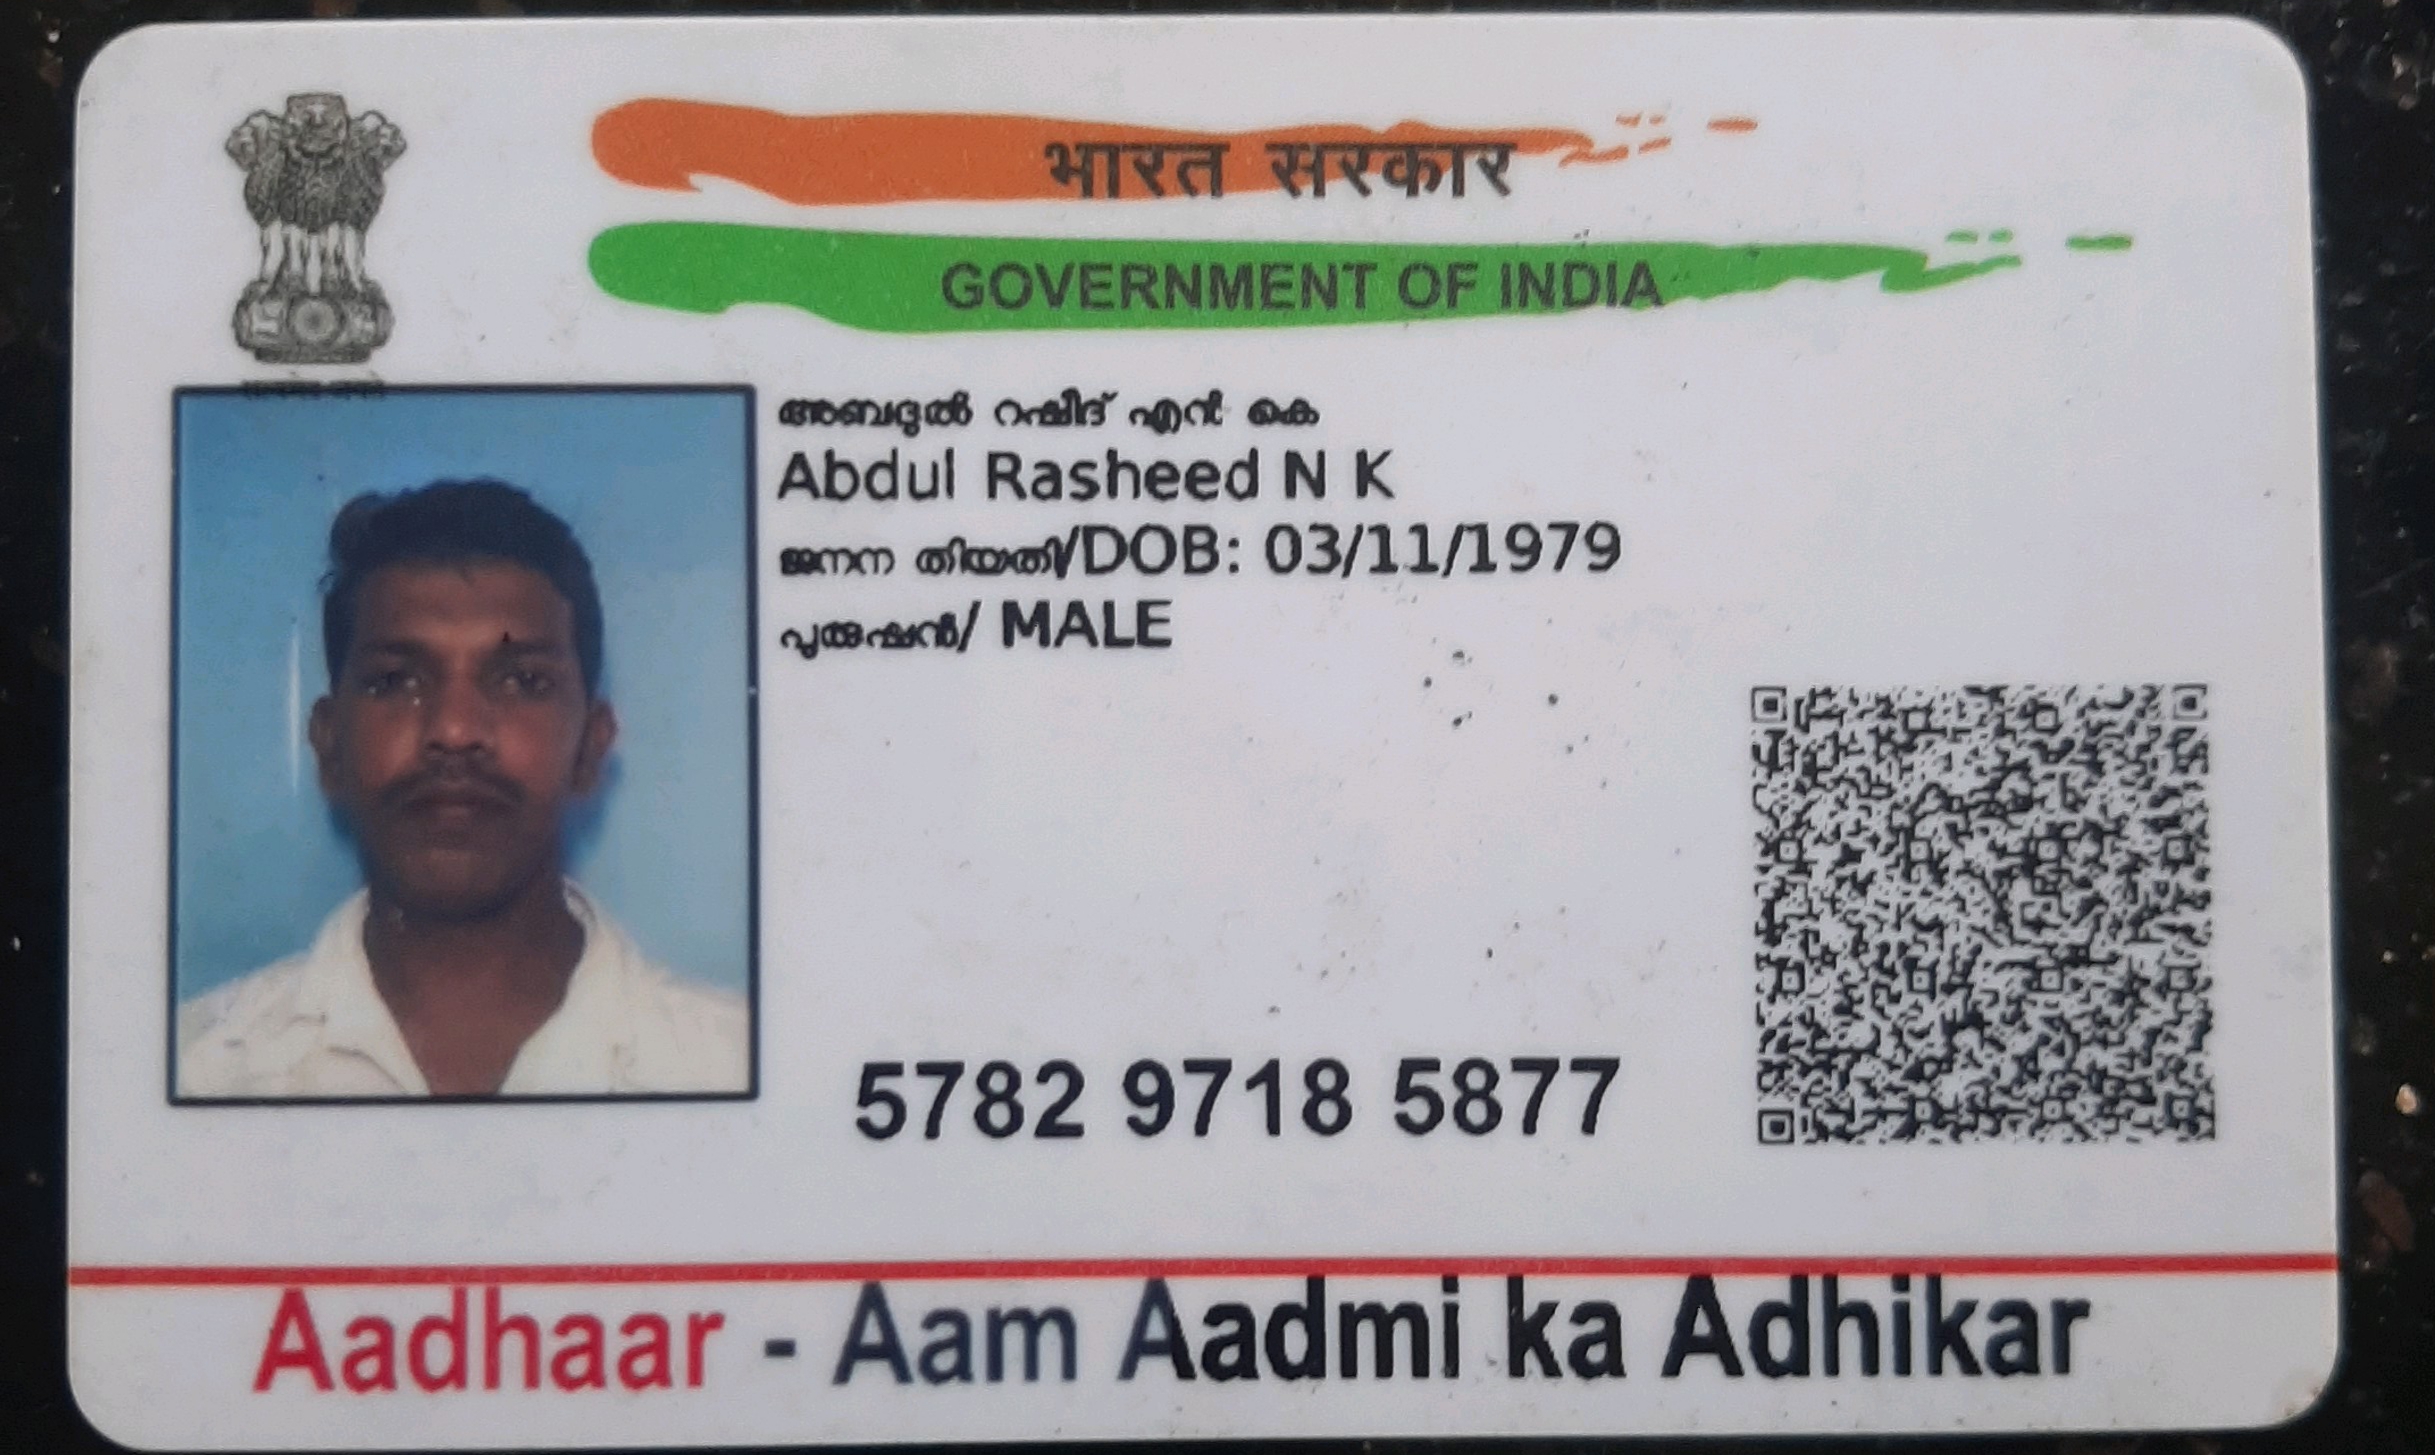 भारत सरकार
GOVERNMENT OF INDIA
അബദുൽ റഷീദ് എൻ കെ
Abdul Rasheed N K
ജനന തിയതി/DOB: 03/11/1979
പുരുഷൻ/ MALE
5782 9718 5877
Aadhaar - Aam Aadmi ka Adhikar